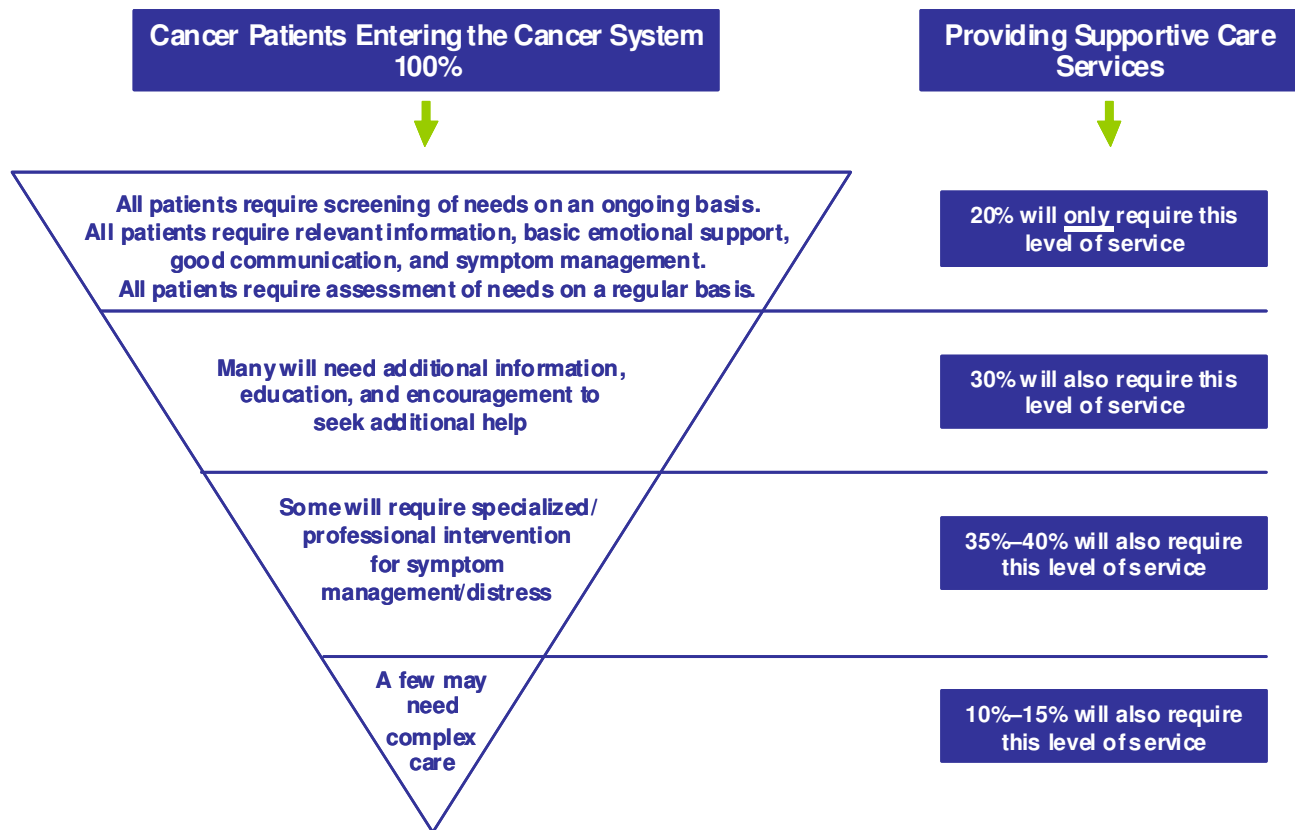 Cancer Patients Entering the Cancer System
100%
Providing Supportive Care
Services
All patients require screening of needs on an ongoing basis.
All patients require relevant information, basic emotional support,
good communication, and symptom management.
All patients require assessment of needs on a regular basis.
20% will only require this
level of service
Many will need additional information,
education, and encouragement to
seek additional help
30% will also require this
level of service
Some will require specialized/
professional intervention
for symptom
management/distress
35%–40% will also require
this level of service
A few may
need
complex
care
10%–15% will also require
this level of service